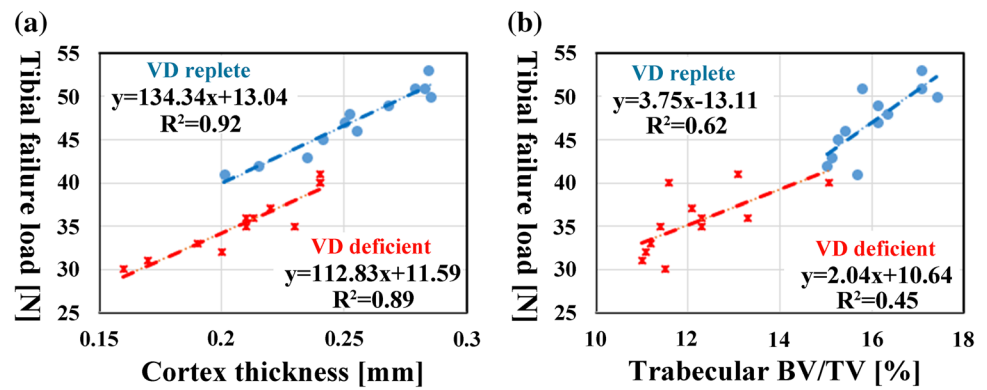 (a)
Tibial failure load [N]
55
50
45
40
35
30
25
VD replete
y=134.34x+13.04
R²=0.92
VD deficient
y=112.83x+11.59
R²=0.89
0.15
0.2
0.25
0.3
Cortex thickness [mm]
(b)
Tibial failure load [N]
55
50
45
40
35
30
25
VD replete
y=3.75x-13.11
R²=0.62
VD deficient
y=2.04x+10.64
R²=0.45
10
12
14
16
18
Trabecular BV/TV [%]